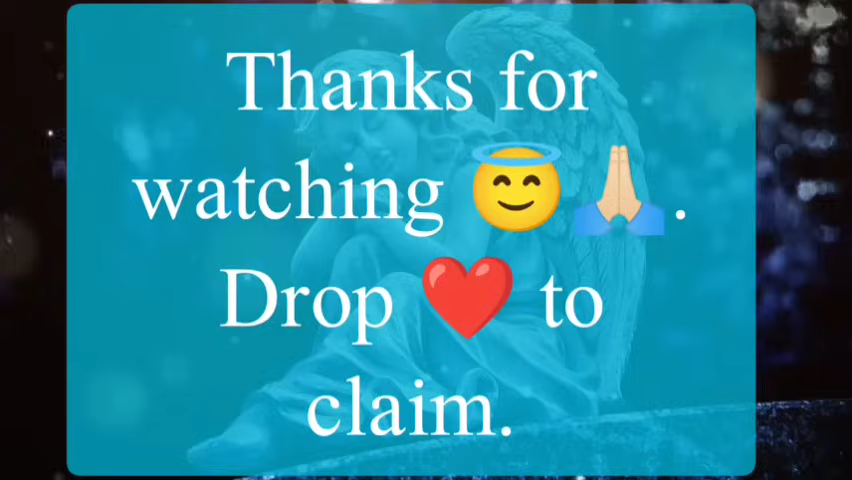 Thanks for
watching 😇🙏🏼.
Drop ❤️ to
claim.